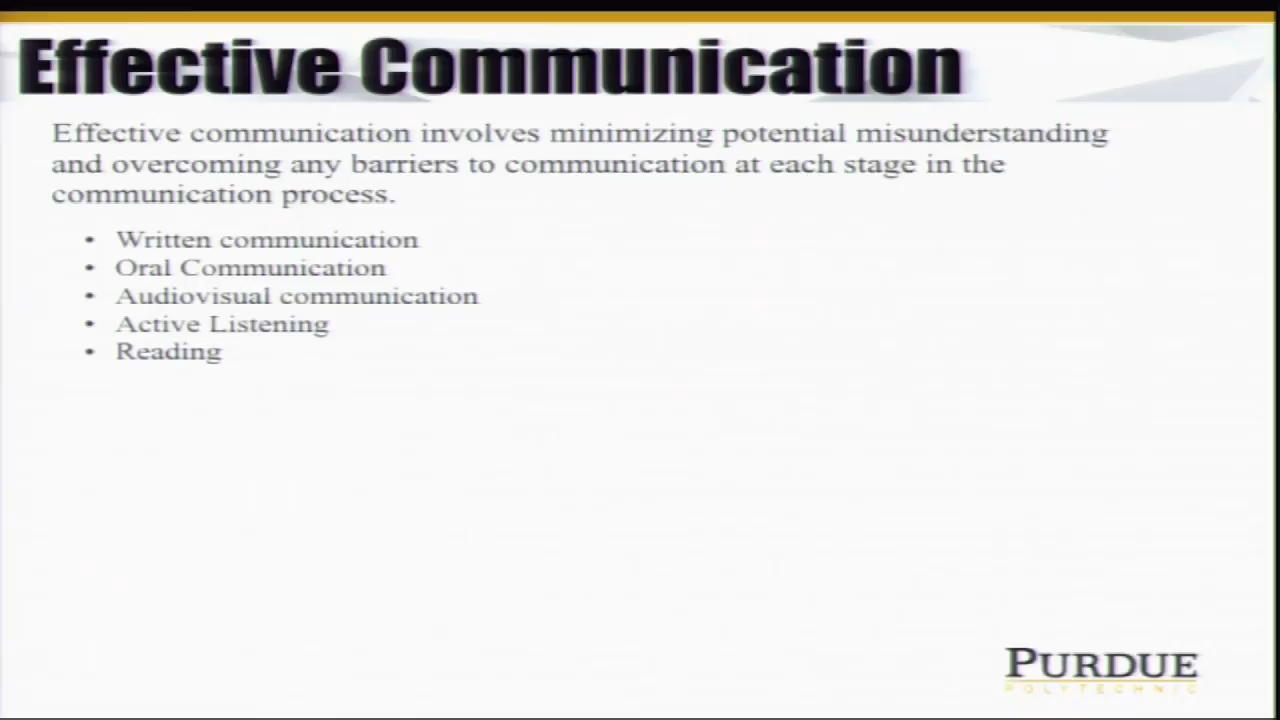 Effective Communication
Effective communication involves minimizing potential misunderstanding
and overcoming any barriers to communication at each stage in the
communication process.
• Written communication
• Oral Communication
• Audiovisual communication
• Active Listening
• Reading
PURDUE
POLYTECHNIC